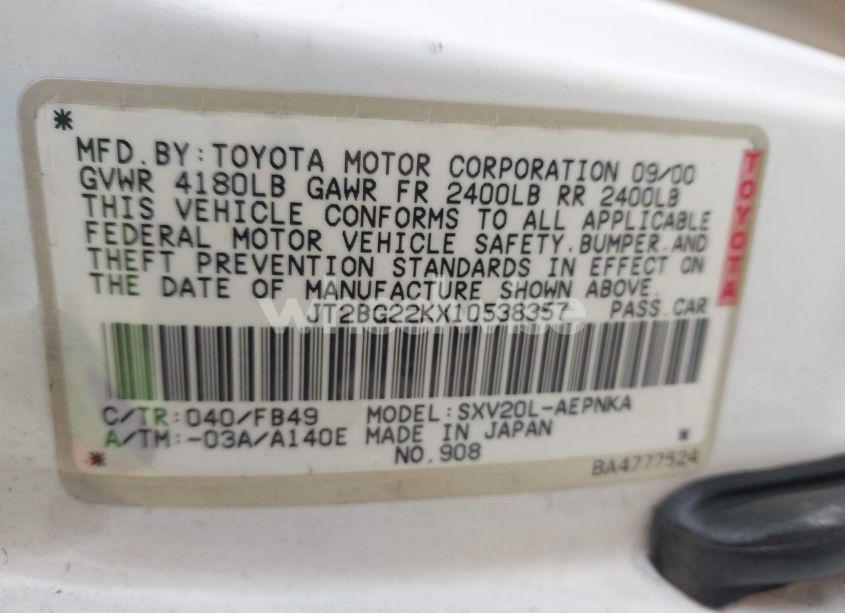 MFD.BY:TOYOTA MOTOR CORPORATION 09/00
GVWR 4180LB GAWR FR 2400LB RR 2400LB
THIS VEHICLE CONFORMS TO ALL APPLICABLE
FEDERAL MOTOR VEHICLE SAFETY.BUMPER.AND
THEFT PREVENTION STANDARDS IN EFFECT ON
THE DATE OF MANUFACTURE SHOWN ABOVE.
JT2BG22KX10538357 PASS.CAR
C/TR:040/FB49 MODEL:SXV20L-AEPNKA
A/TM:-03A/A140E MADE IN JAPAN
NO.908
BA4777524
TOYOTA